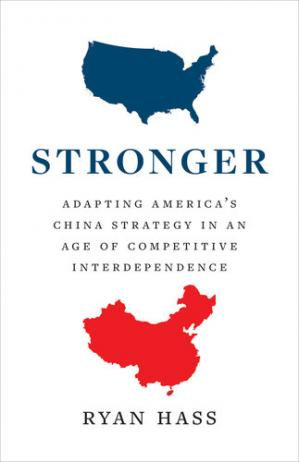 STRONGER
ADAPTING AMERICA'S
CHINA STRATEGY IN AN
AGE OF COMPETITIVE
INTERDEPENDENCE
RYAN HASS